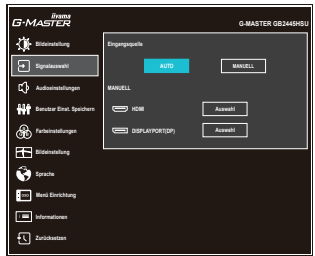 iiyama
G-MASTER
G-MASTER GB2445HSU
Bildeinstellung
Signalauswahl
Audioeinstellungen
Benutzer Einst. Speichern
Farbeinstellungen
Bildeinstellung
Sprache
OSD
Menü Einrichtung
Informationen
Zurücksetzen
Eingangsquelle
AUTO
MANUELL
MANUELL
HDMI
Auswahl
DISPLAYPORT(DP)
Auswahl